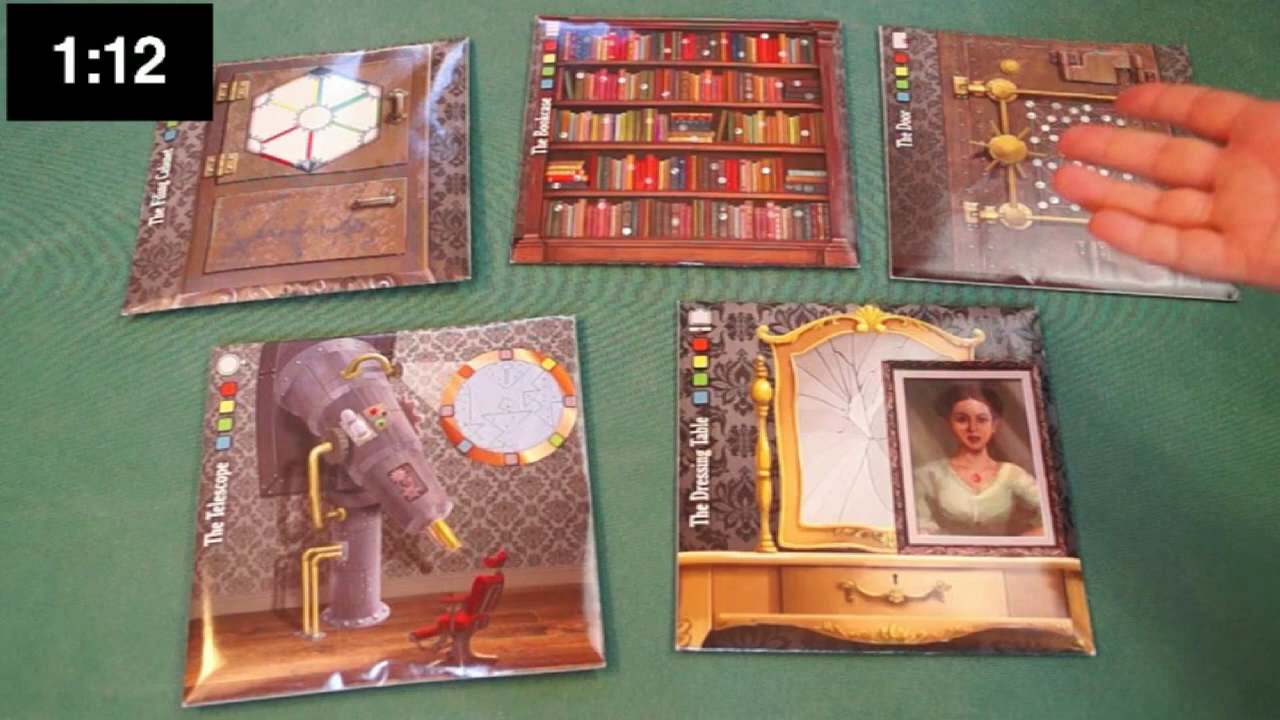 1:12
The Filing Cabinet
The Bookcase
The Door
The Telescope
The Dressing Table